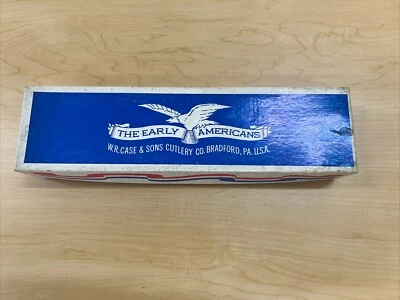 THE EARLY AMERICANS
W.R. CASE & SONS CUTLERY CO. BRADFORD, PA. U.S.A.